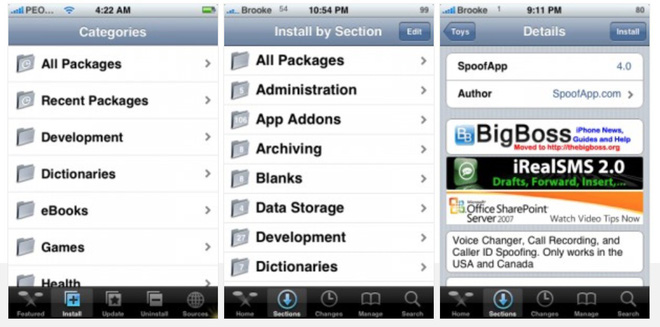 PEO...
4:22 AM
Categories
All Packages
Recent Packages
Development
Dictionaries
eBooks
Games
Health
Featured
Install
Update
Uninstall
Sources
Brooke 54
10:54 PM
99
Install by Section
Edit
All Packages
5
Administration
106
App Addons
8
Archiving
8
Blanks
4
Data Storage
27
Development
7
Dictionaries
Home
Sections
Changes
Manage
Search
Brooke 1
9:11 PM
80
Toys
Details
Install
SpoofApp
4.0
Author
SpoofApp.com
BigBoss
iPhone News,
Guides and Help
Moved to http://thebigboss.org
iRealSMS 2.0
Drafts, Forward, Insert,...
Microsoft
Office SharePoint
Server 2007
Watch Video Tips Now
Voice Changer, Call Recording, and
Caller ID Spoofing. Only works in the
USA and Canada
Home
Sections
Changes
Manage
Search